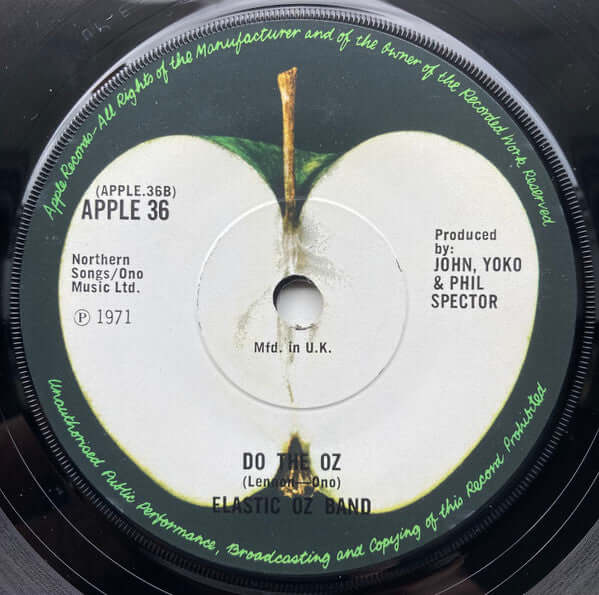 Apple Records-All Rights of the Manufacturer and of the Owner of the Recorded Work Reserved
(APPLE.36B)
APPLE 36
Northern
Songs/Ono
Music Ltd.
Ⓟ 1971
Produced
by:
JOHN, YOKO
& PHIL
SPECTOR
Mfd. in U.K.
DO THE OZ
(Lennon—Ono)
ELASTIC OZ BAND
Unauthorised Public Performance, Broadcasting and Copying of this Record Prohibited